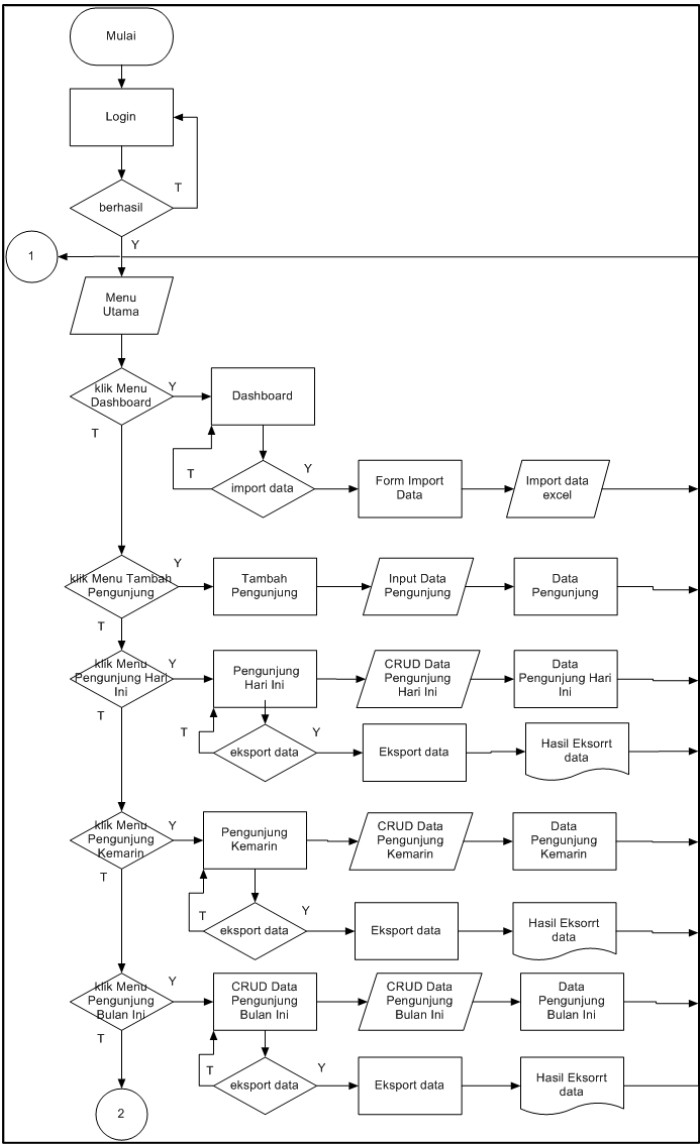 Mulai
Login
T
berhasil
Y
1
Menu
Utama
klik Menu
Dashboard
Y
Dashboard
T
T
import data
Y
Form Import
Data
Import data
excel
klik Menu Tambah
Pengunjung
Y
Tambah
Pengunjung
Input Data
Pengunjung
Data
Pengunjung
T
klik Menu
Pengunjung Hari
Ini
Y
Pengunjung
Hari Ini
CRUD Data
Pengunjung
Hari Ini
Data
Pengunjung Hari
Ini
T
T
eksport data
Y
Eksport data
Hasil Eksorrt
data
klik Menu
Pengunjung
Kemarin
Y
Pengunjung
Kemarin
CRUD Data
Pengunjung
Kemarin
Data
Pengunjung
Kemarin
T
T
eksport data
Y
Eksport data
Hasil Eksorrt
data
klik Menu
Pengunjung
Bulan Ini
Y
CRUD Data
Pengunjung
Bulan Ini
CRUD Data
Pengunjung
Bulan Ini
Data
Pengunjung
Bulan Ini
T
T
eksport data
Y
Eksport data
Hasil Eksorrt
data
2